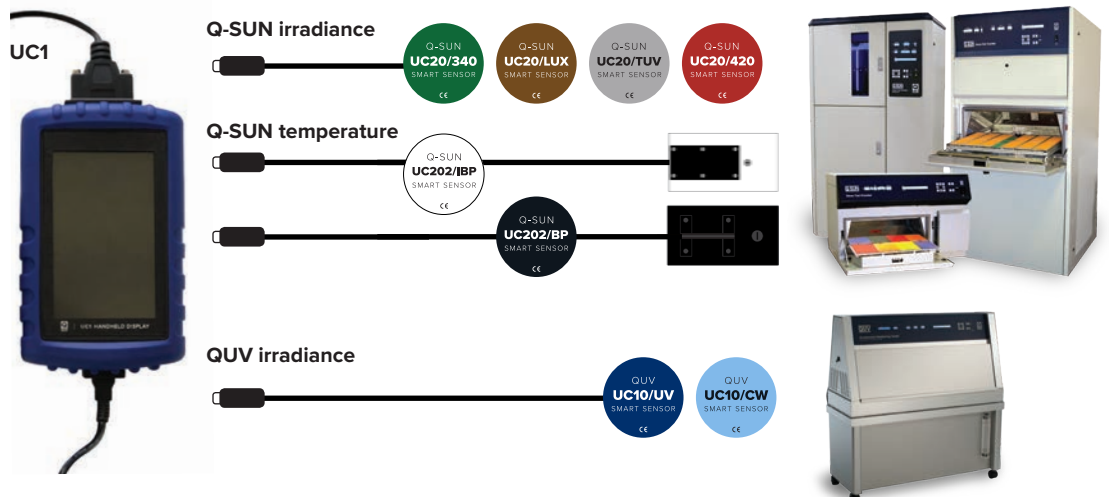 UC1
Q-SUN irradiance
Q-SUN
UC20/340
SMART SENSOR
CE
Q-SUN
UC20/LUX
SMART SENSOR
CE
Q-SUN
UC20/TUV
SMART SENSOR
CE
Q-SUN
UC20/420
SMART SENSOR
CE
Q-SUN temperature
Q-SUN
UC202/IBP
SMART SENSOR
CE
Q-SUN
UC202/BP
SMART SENSOR
CE
UC1 HANDHELD DISPLAY
QUV irradiance
QUV
UC10/UV
SMART SENSOR
CE
QUV
UC10/CW
SMART SENSOR
CE